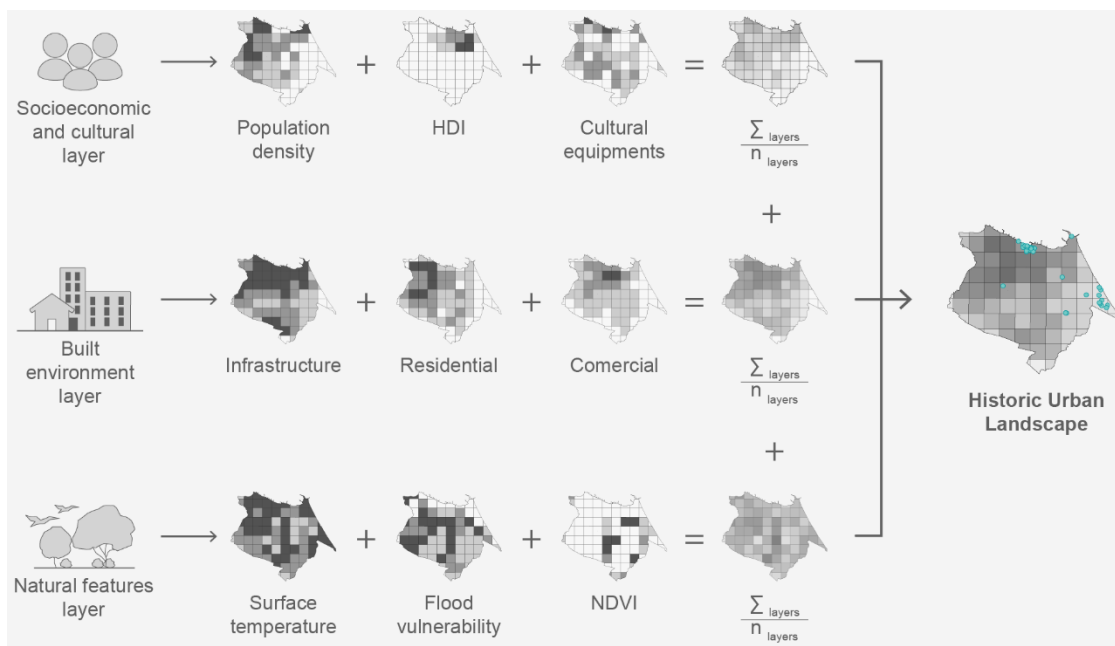 Socioeconomic
and cultural
layer
+
+
=
Population
density
HDI
Cultural
equipments
∑ layers
n layers
+
Built
environment
layer
+
+
=
Infrastructure
Residential
Comercial
∑ layers
n layers
+
Historic Urban
Landscape
Natural features
layer
+
+
=
Surface
temperature
Flood
vulnerability
NDVI
∑ layers
n layers